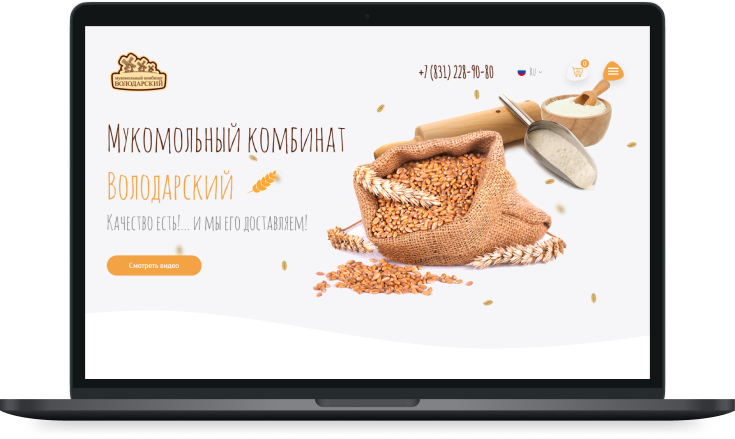 мукомольный комбинат
ВОЛОДАРСКИЙ
+7 (831) 228-90-80
RU
0
Мукомольный комбинат
Володарский
Качество есть!... и мы его доставляем!
Смотреть видео